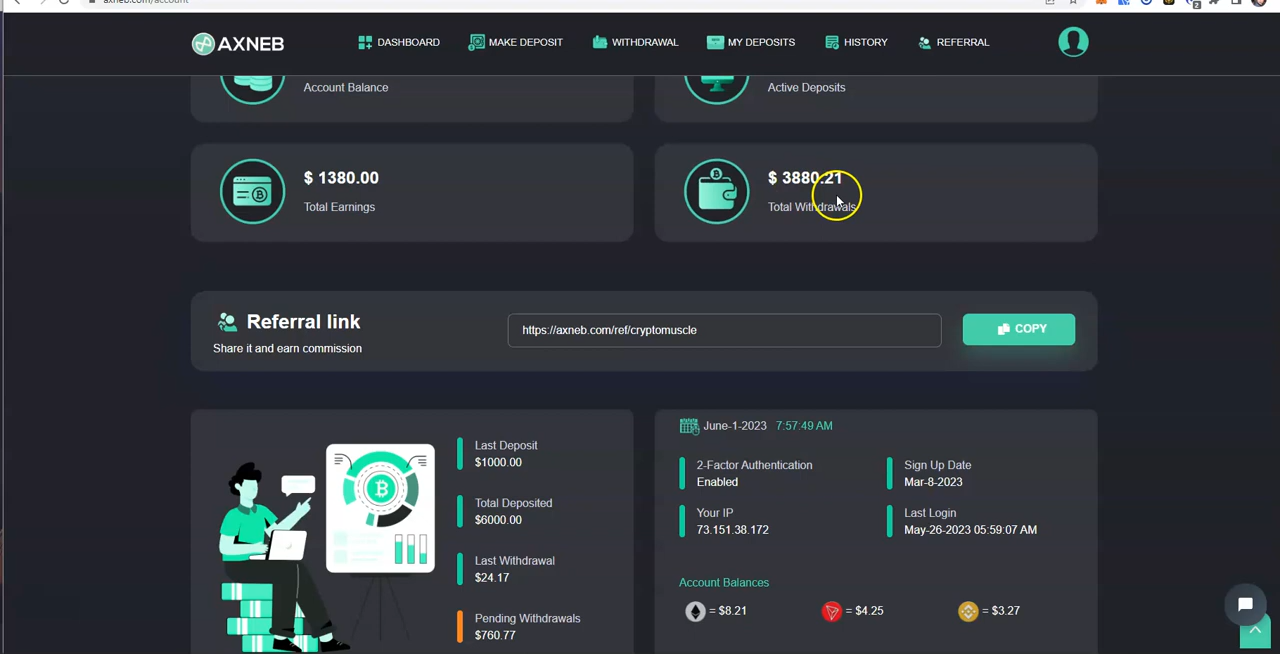 axneb.com/account
AXNEB
DASHBOARD
MAKE DEPOSIT
WITHDRAWAL
MY DEPOSITS
HISTORY
REFERRAL
Account Balance
Active Deposits
$ 1380.00
Total Earnings
$ 3880.21
Total Withdrawals
Referral link
Share it and earn commission
https://axneb.com/ref/cryptomuscle
COPY
Last Deposit
$1000.00
Total Deposited
$6000.00
Last Withdrawal
$24.17
Pending Withdrawals
$760.77
June-1-2023 7:57:49 AM
2-Factor Authentication
Enabled
Sign Up Date
Mar-8-2023
Your IP
73.151.38.172
Last Login
May-26-2023 05:59:07 AM
Account Balances
= $8.21
= $4.25
= $3.27